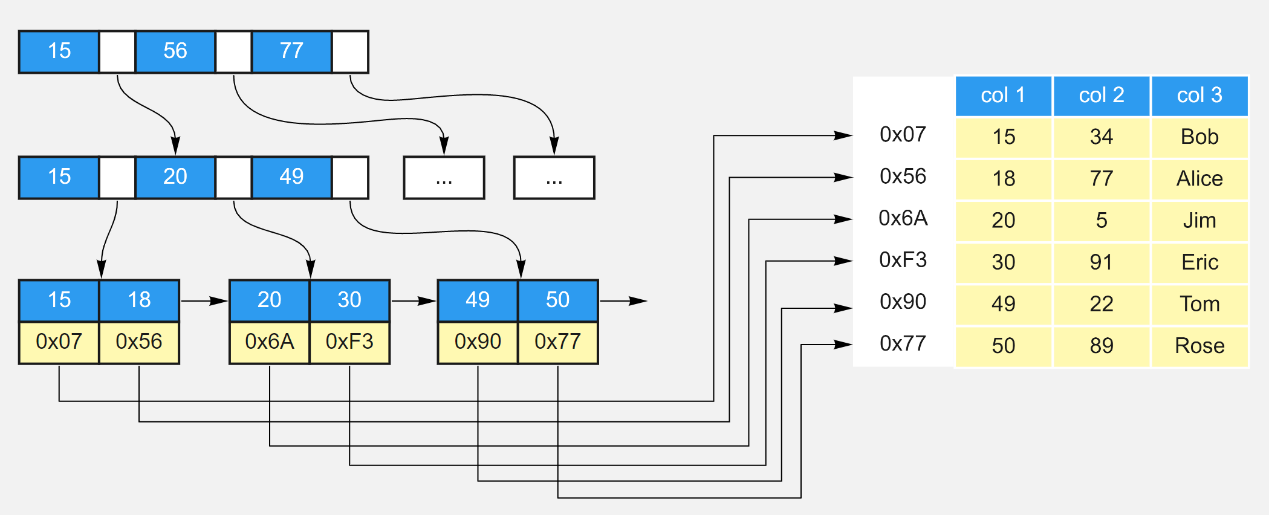 15 56 77
15 20 49 ... ...
15 18 20 30 49 50
0x07 0x56 0x6A 0xF3 0x90 0x77
col 1 col 2 col 3
0x07 15 34 Bob
0x56 18 77 Alice
0x6A 20 5 Jim
0xF3 30 91 Eric
0x90 49 22 Tom
0x77 50 89 Rose